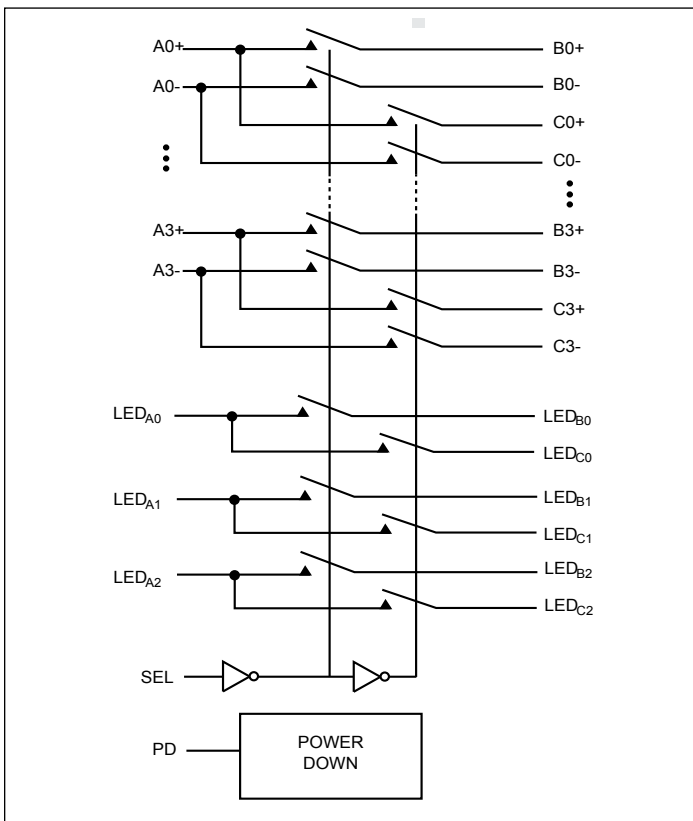 A0+ B0+
A0- B0-
C0+
C0-
A3+ B3+
A3- B3-
C3+
C3-
LEDA0 LEDB0
LEDC0
LEDA1 LEDB1
LEDC1
LEDA2 LEDB2
LEDC2
SEL
PD
POWER
DOWN